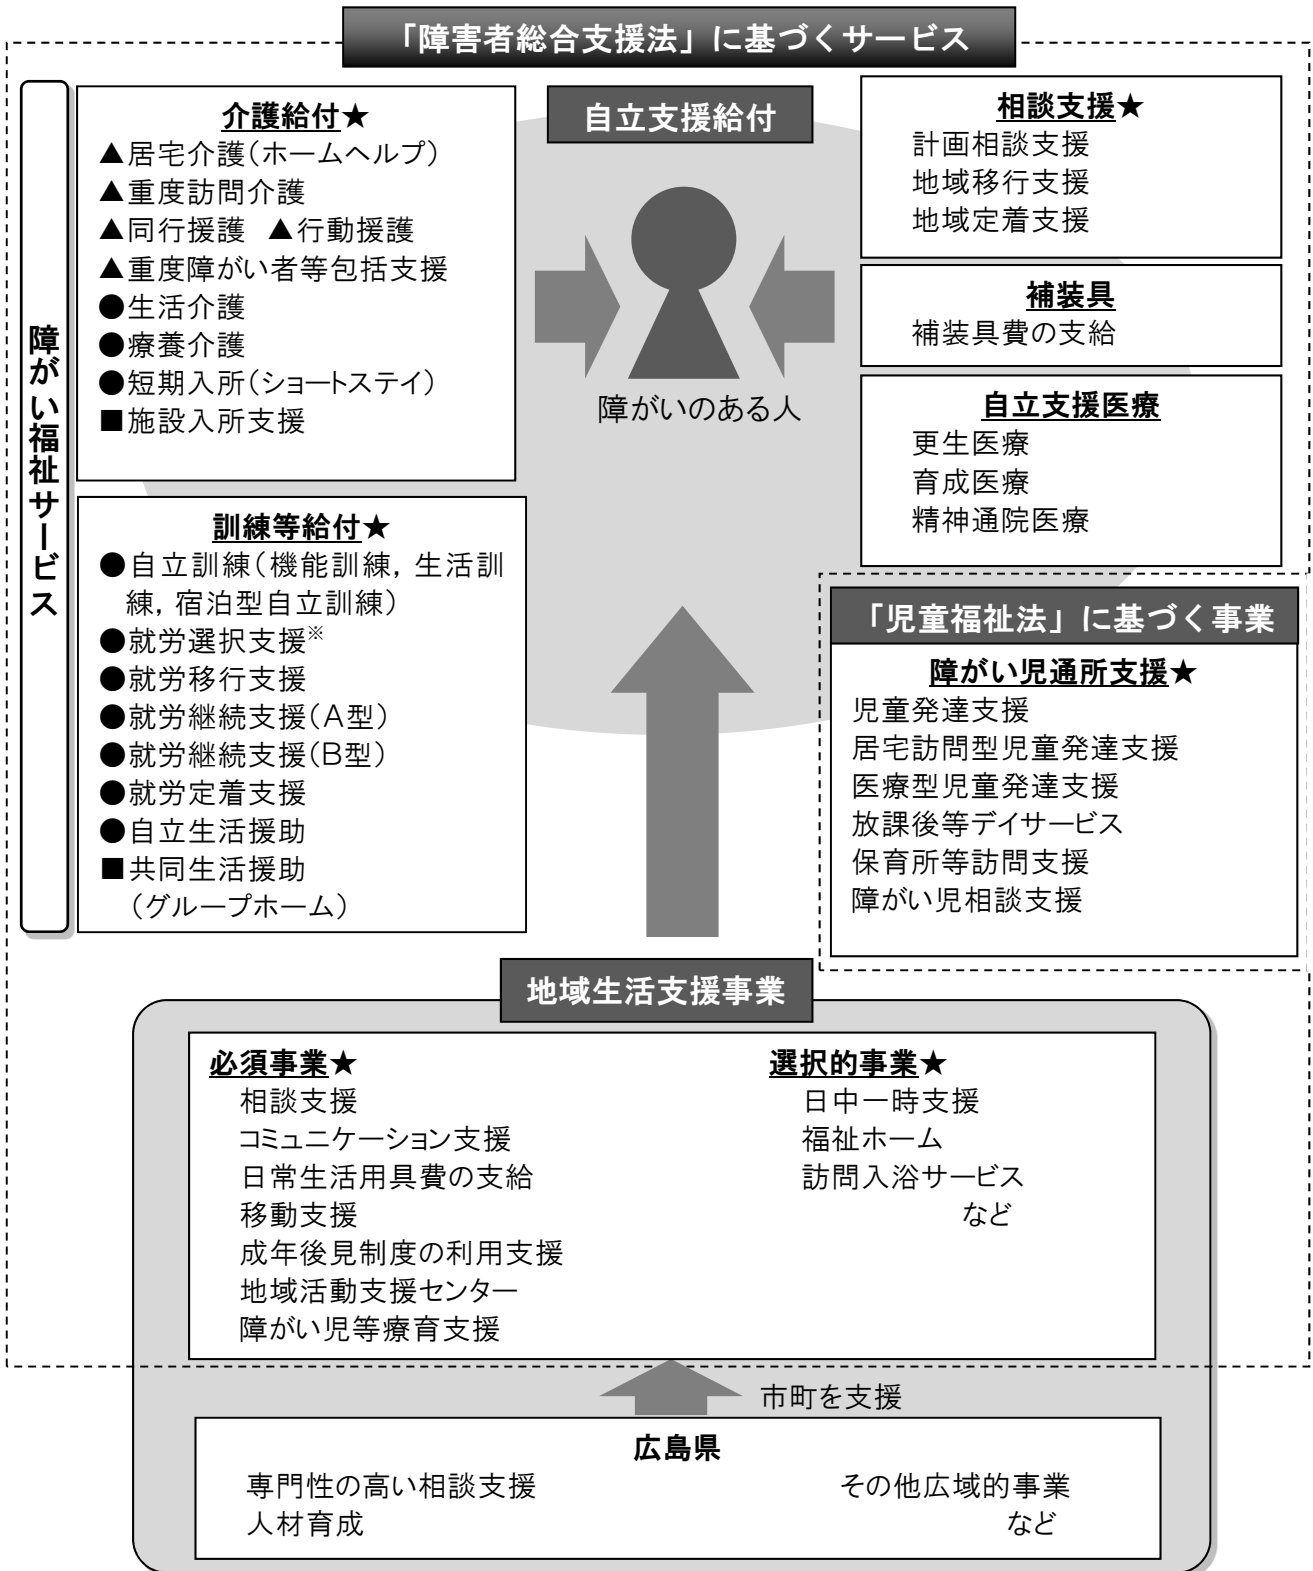 「障害者総合支援法」に基づくサービス
障がい福祉サービス
介護給付★
▲居宅介護(ホームヘルプ)
▲重度訪問介護
▲同行援護 ▲行動援護
▲重度障がい者等包括支援
●生活介護
●療養介護
●短期入所(ショートステイ)
■施設入所支援
訓練等給付★
●自立訓練(機能訓練, 生活訓
練, 宿泊型自立訓練)
●就労選択支援※
●就労移行支援
●就労継続支援(A型)
●就労継続支援(B型)
●就労定着支援
●自立生活援助
■共同生活援助
(グループホーム)
自立支援給付
障がいのある人
相談支援★
計画相談支援
地域移行支援
地域定着支援
補装具
補装具費の支給
自立支援医療
更生医療
育成医療
精神通院医療
「児童福祉法」に基づく事業
障がい児通所支援★
児童発達支援
居宅訪問型児童発達支援
医療型児童発達支援
放課後等デイサービス
保育所等訪問支援
障がい児相談支援
地域生活支援事業
必須事業★
相談支援
コミュニケーション支援
日常生活用具費の支給
移動支援
成年後見制度の利用支援
地域活動支援センター
障がい児等療育支援
選択的事業★
日中一時支援
福祉ホーム
訪問入浴サービス
など
市町を支援
広島県
専門性の高い相談支援
人材育成
その他広域的事業
など